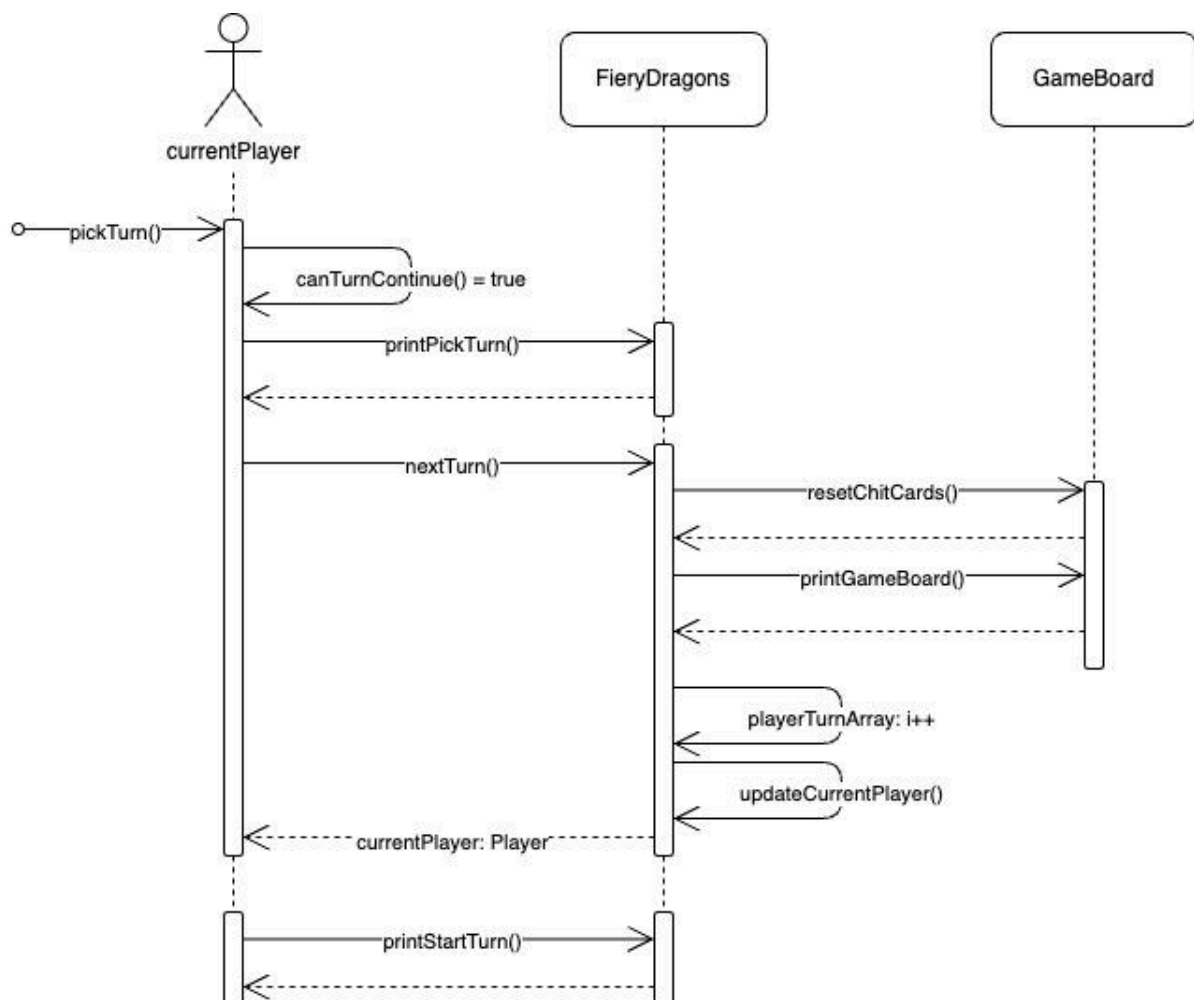 FieryDragons
GameBoard
currentPlayer
pickTurn()
canTurnContinue() = true
printPickTurn()
nextTurn()
resetChitCards()
printGameBoard()
playerTurnArray: i++
updateCurrentPlayer()
currentPlayer: Player
printStartTurn()